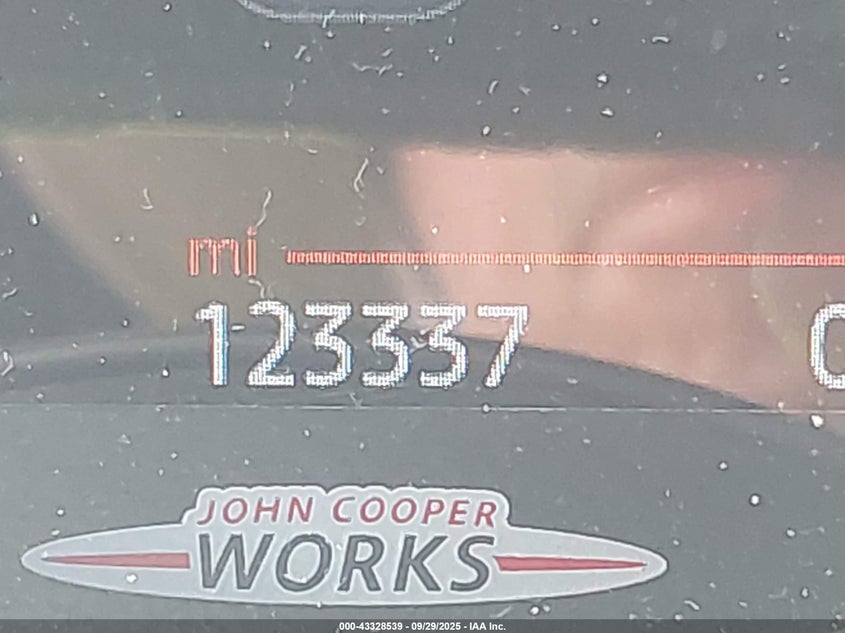 mi
123337
JOHN COOPER
WORKS
000-43328539 - 09/29/2025 - IAA Inc.